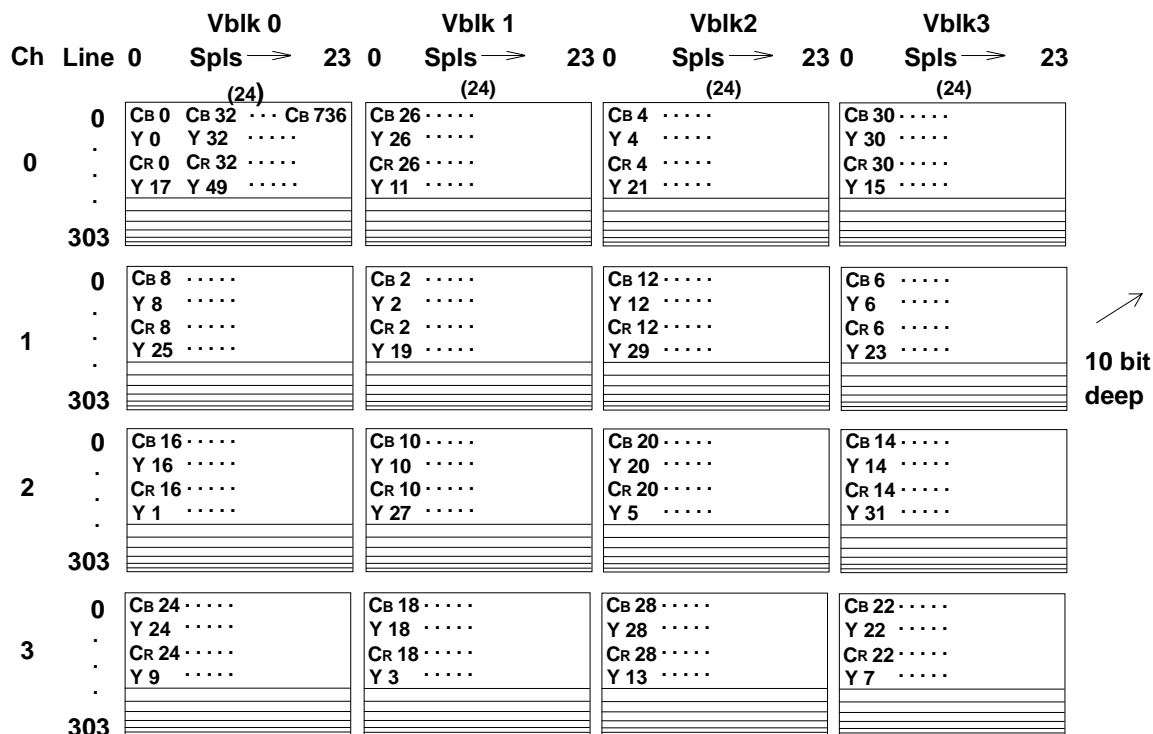 Vblk 0 Vblk 1 Vblk2 Vblk3
Ch Line 0 Spls 23 0 Spls 23 0 Spls 23 0 Spls 23
(24) (24) (24) (24)
0 CB 0 CB 32 ··· CB 736 CB 26 ····· CB 4 ····· CB 30 ·····
Y 0 Y 32 ····· Y 26 ····· Y 4 ····· Y 30 ·····
0 CR 0 CR 32 ····· CR 26 ····· CR 4 ····· CR 30 ·····
Y 17 Y 49 ····· Y 11 ····· Y 21 ····· Y 15 ·····
303
0 CB 8 ····· CB 2 ····· CB 12 ····· CB 6 ·····
Y 8 ····· Y 2 ····· Y 12 ····· Y 6 ·····
1 CR 8 ····· CR 2 ····· CR 12 ····· CR 6 ·····
Y 25 ····· Y 19 ····· Y 29 ····· Y 23 ·····
10 bit
deep
303
0 CB 16 ····· CB 10 ····· CB 20 ····· CB 14 ·····
Y 16 ····· Y 10 ····· Y 20 ····· Y 14 ·····
2 CR 16 ····· CR 10 ····· CR 20 ····· CR 14 ·····
Y 1 ····· Y 27 ····· Y 5 ····· Y 31 ·····
303
0 CB 24 ····· CB 18 ····· CB 28 ····· CB 22 ·····
Y 24 ····· Y 18 ····· Y 28 ····· Y 22 ·····
3 CR 24 ····· CR 18 ····· CR 28 ····· CR 22 ·····
Y 9 ····· Y 3 ····· Y 13 ····· Y 7 ·····
303